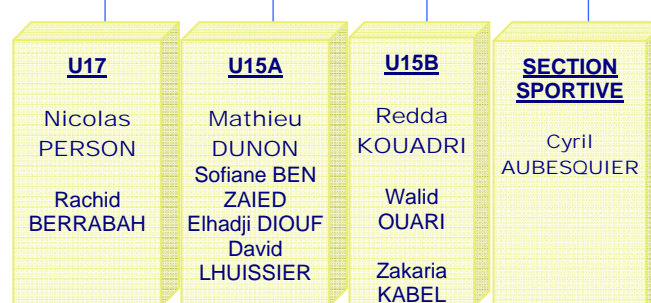 U17
Nicolas
PERSON
Rachid
BERRABAH
U15A
Mathieu
DUNON
Sofiane BEN
ZAIED
Elhadji DIOUF
David
LHUISSIER
U15B
Redda
KOUADRI
Walid
OUARI
Zakaria
KABEL
SECTION
SPORTIVE
Cyril
AUBESQUIER